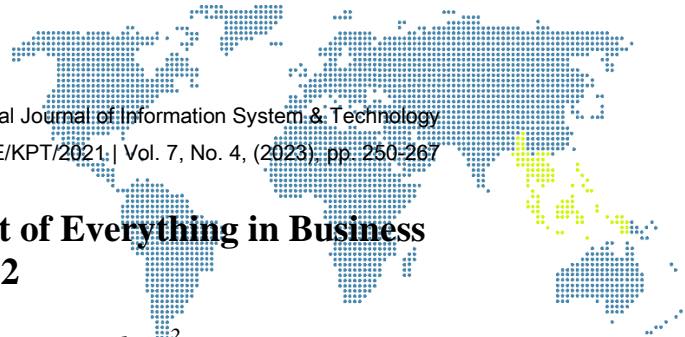 al Journal of Information System & Technology
E/KPT/2021 | Vol. 7, No. 4, (2023), pp. 250-267
t of Everything in Business
2
2